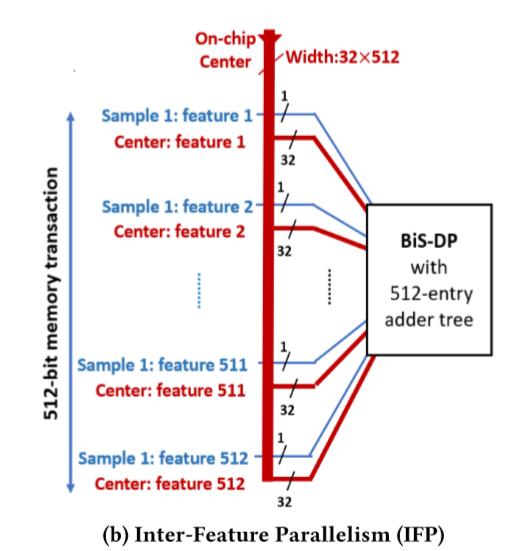 On-chip
Center
Width:32×512
1
Sample 1: feature 1
Center: feature 1
32
1
Sample 1: feature 2
Center: feature 2
32
512-bit memory transaction
BiS-DP
with
512-entry
adder tree
1
Sample 1: feature 511
Center: feature 511
32
1
Sample 1: feature 512
Center: feature 512
32
(b) Inter-Feature Parallelism (IFP)